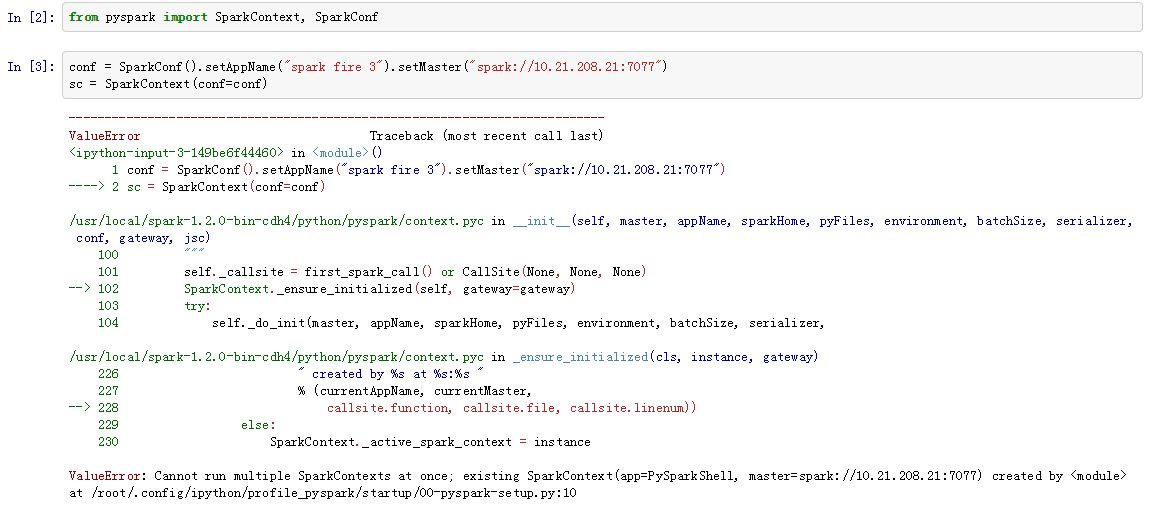 In [2]: from pyspark import SparkContext, SparkConf
In [3]: conf = SparkConf().setAppName("spark fire 3").setMaster("spark://10.21.208.21:7077")
sc = SparkContext(conf=conf)
---------------------------------------------------------------------------
ValueError                                Traceback (most recent call last)
<ipython-input-3-149be6f44460> in <module>()
      1 conf = SparkConf().setAppName("spark fire 3").setMaster("spark://10.21.208.21:7077")
----> 2 sc = SparkContext(conf=conf)
/usr/local/spark-1.2.0-bin-cdh4/python/pyspark/context.pyc in __init__(self, master, appName, sparkHome, pyFiles, environment, batchSize, serializer,
conf, gateway, jsc)
    100         """
    101         self._callsite = first_spark_call() or CallSite(None, None, None)
--> 102         SparkContext._ensure_initialized(self, gateway=gateway)
    103         try:
    104             self._do_init(master, appName, sparkHome, pyFiles, environment, batchSize, serializer,
/usr/local/spark-1.2.0-bin-cdh4/python/pyspark/context.pyc in _ensure_initialized(cls, instance, gateway)
    226                         " created by %s at %s:%s "
    227                         % (currentAppName, currentMaster,
--> 228                             callsite.function, callsite.file, callsite.linenum))
    229                 else:
    230                     SparkContext._active_spark_context = instance
ValueError: Cannot run multiple SparkContexts at once; existing SparkContext(app=PySparkShell, master=spark://10.21.208.21:7077) created by <module>
at /root/.config/ipython/profile_pyspark/startup/00-pyspark-setup.py:10